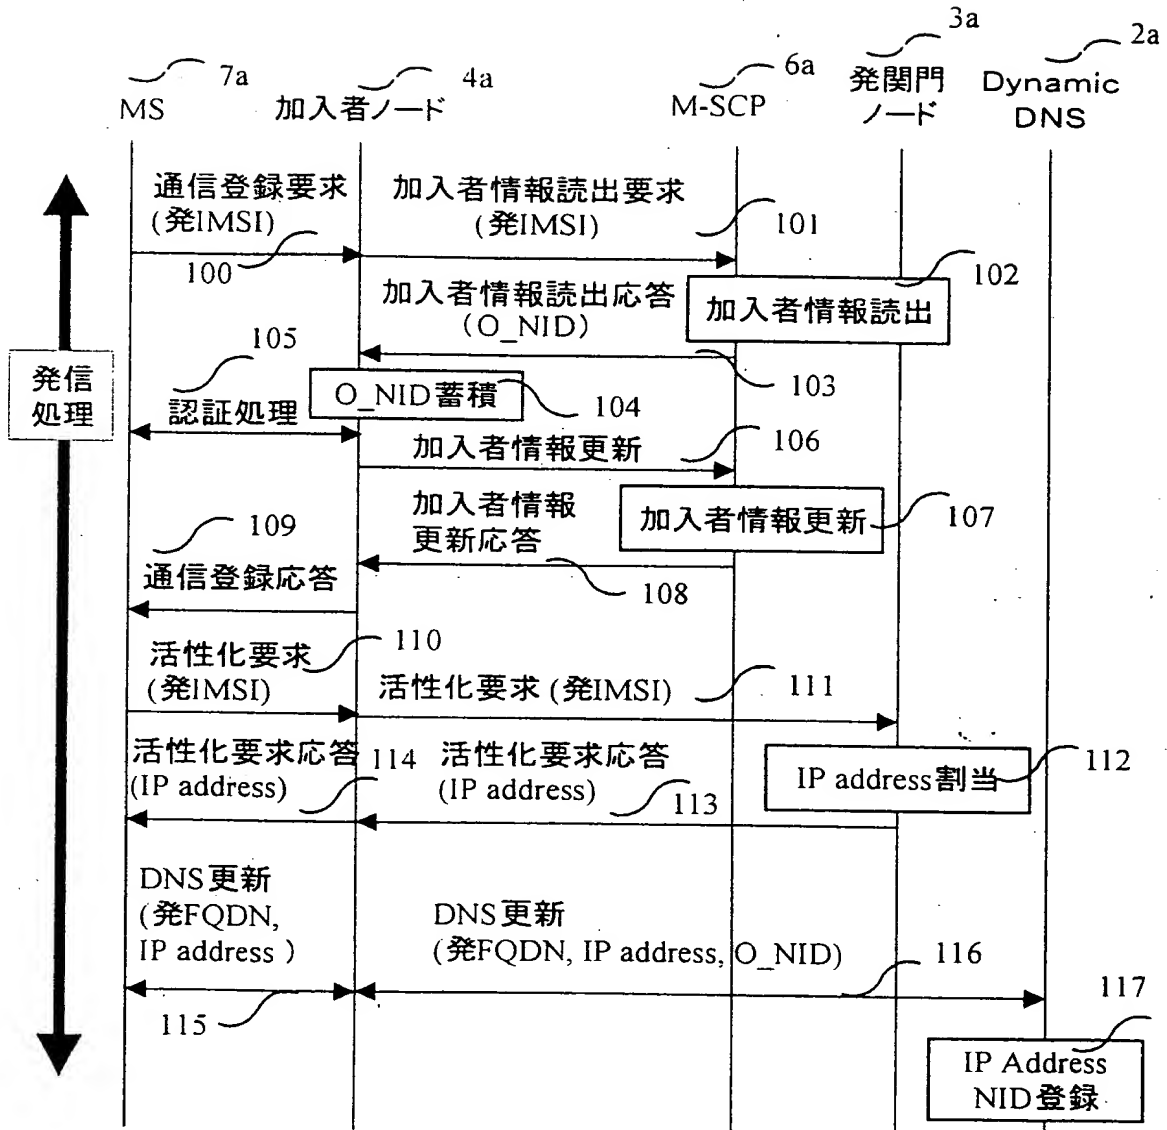 7a
4a
6a
3a
2a
MS
加入者ノード
M-SCP
発関門
ノード
Dynamic
DNS
通信登録要求
(発IMSI)
100
加入者情報読出要求
(発IMSI)
101
加入者情報読出
102
加入者情報読出応答
(O_NID)
103
発信
処理
O_NID蓄積
104
105
認証処理
加入者情報更新
106
加入者情報更新
107
加入者情報
更新応答
108
109
通信登録応答
活性化要求
(発IMSI)
110
活性化要求 (発IMSI)
111
IP address割当
112
活性化要求応答
(IP address)
113
活性化要求応答
(IP address)
114
DNS更新
(発FQDN,
IP address )
115
DNS更新
(発FQDN, IP address, O_NID)
116
117
IP Address
NID登録